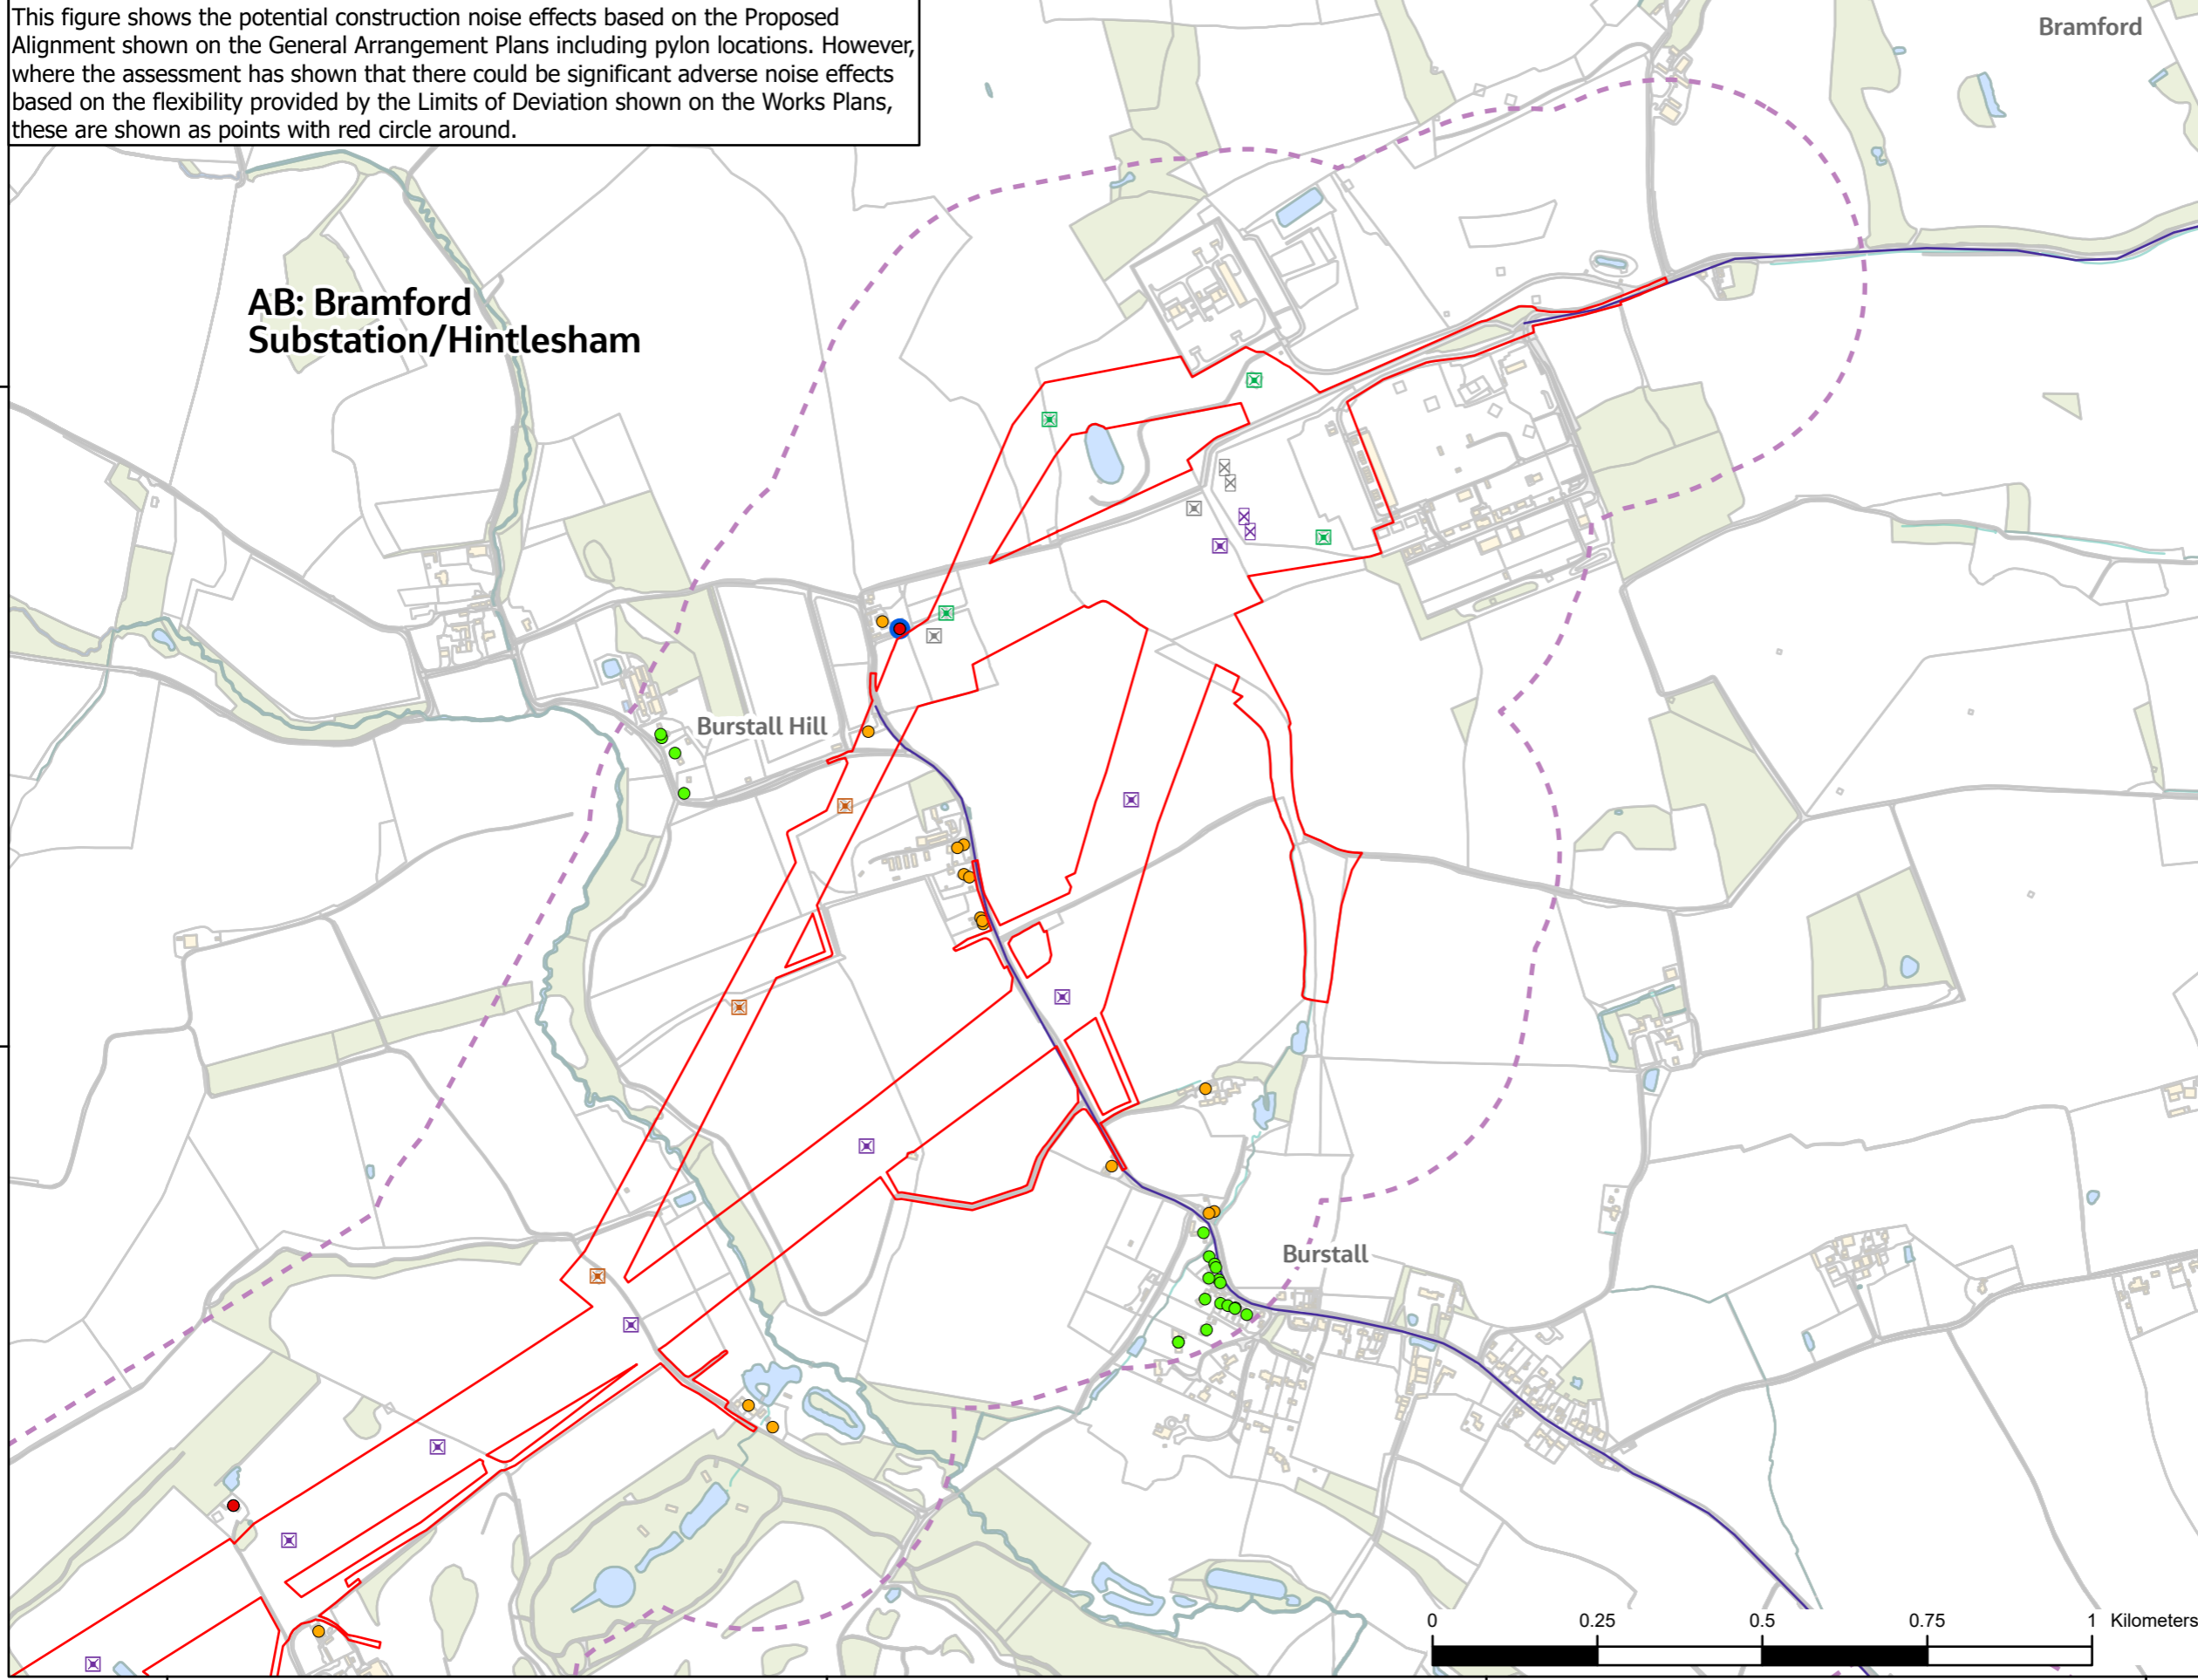 This figure shows the potential construction noise effects based on the Proposed
Alignment shown on the General Arrangement Plans including pylon locations. However,
where the assessment has shown that there could be significant adverse noise effects
based on the flexibility provided by the Limits of Deviation shown on the Works Plans,
these are shown as points with red circle around.
Bramford
AB: Bramford
Substation/Hintlesham
Burstall Hill
Burstall
0 0.25 0.5 0.75 1 Kilometers